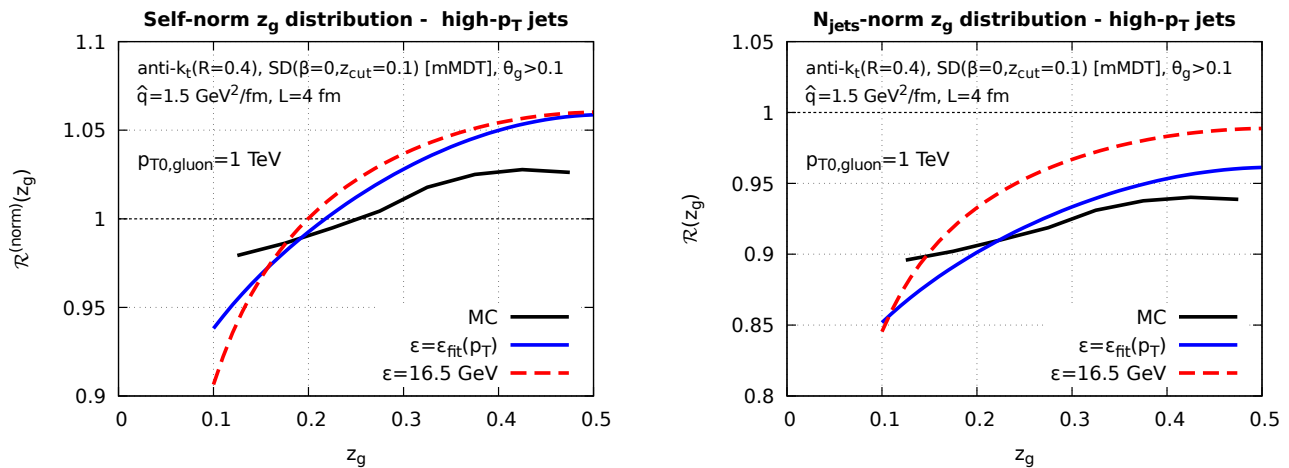 Self-norm z_g distribution - high-p_T jets
1.1
1.05
1
0.95
0.9
0
0.1
0.2
0.3
0.4
0.5
R^(norm)(z_g)
z_g
anti-k_t(R=0.4), SD(β=0,z_cut=0.1) [mMDT], θ_g>0.1
q̂=1.5 GeV²/fm, L=4 fm
p_T0,gluon=1 TeV
MC
ε=ε_fit(p_T)
ε=16.5 GeV
N_jets-norm z_g distribution - high-p_T jets
1.05
1
0.95
0.9
0.85
0.8
0
0.1
0.2
0.3
0.4
0.5
R(z_g)
z_g
anti-k_t(R=0.4), SD(β=0,z_cut=0.1) [mMDT], θ_g>0.1
q̂=1.5 GeV²/fm, L=4 fm
p_T0,gluon=1 TeV
MC
ε=ε_fit(p_T)
ε=16.5 GeV